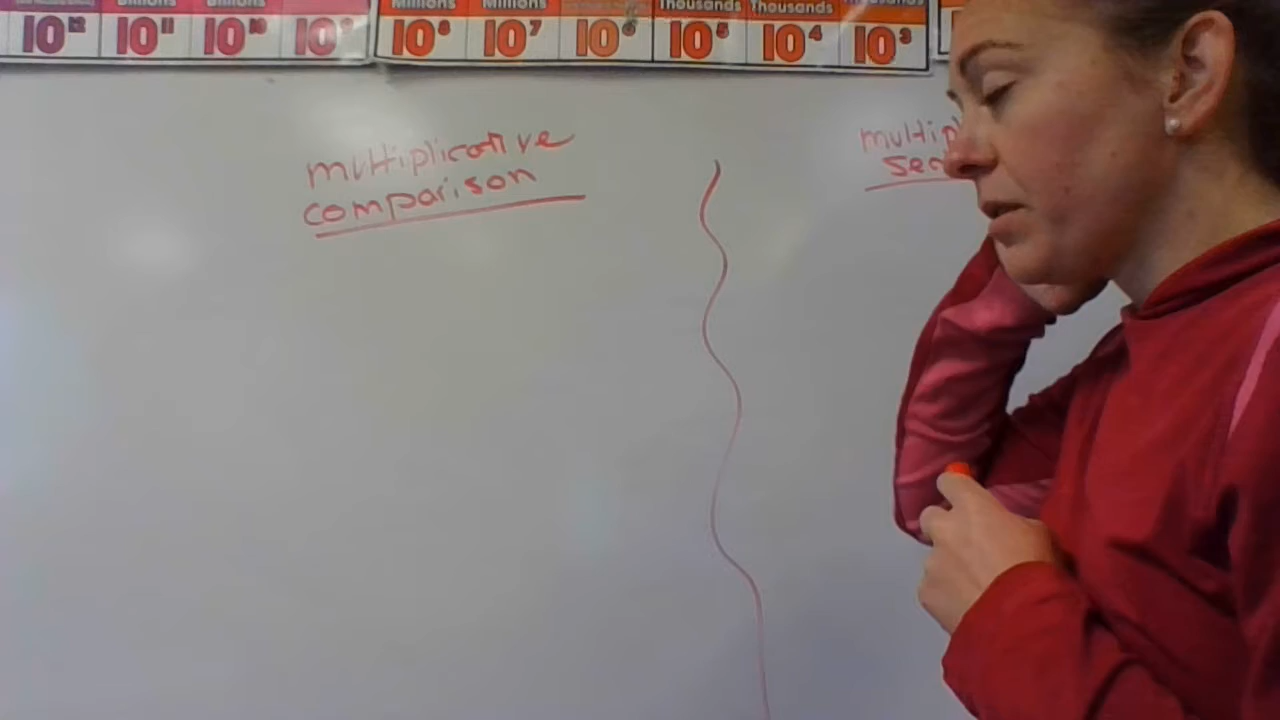 Millions Millions Thousands Thousands
10¹² 10¹¹ 10¹⁰ 10⁹ 10⁸ 10⁷ 10⁶ 10⁵ 10⁴ 10³
multiplicative
comparison